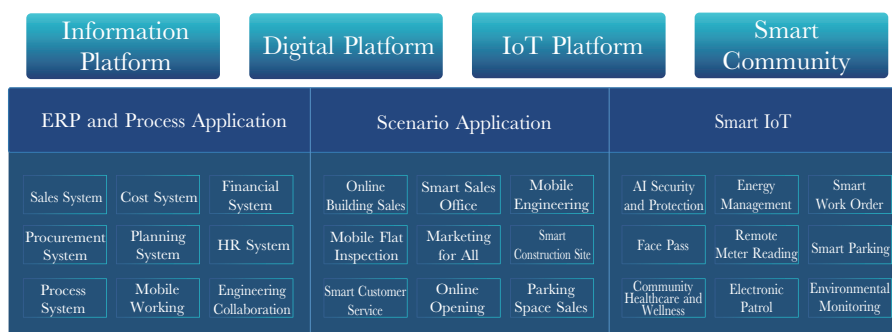 Information
Platform
Digital Platform
IoT Platform
Smart
Community
ERP and Process Application
Scenario Application
Smart IoT
Sales System
Cost System
Financial
System
Online
Building Sales
Smart Sales
Office
Mobile
Engineering
AI Security
and Protection
Energy
Management
Smart
Work Order
Procurement
System
Planning
System
HR System
Mobile Flat
Inspection
Marketing
for All
Smart
Construction Site
Face Pass
Remote
Meter Reading
Smart Parking
Process
System
Mobile
Working
Engineering
Collaboration
Smart Customer
Service
Online
Opening
Parking
Space Sales
Community
Healthcare and
Wellness
Electronic
Patrol
Environmental
Monitoring